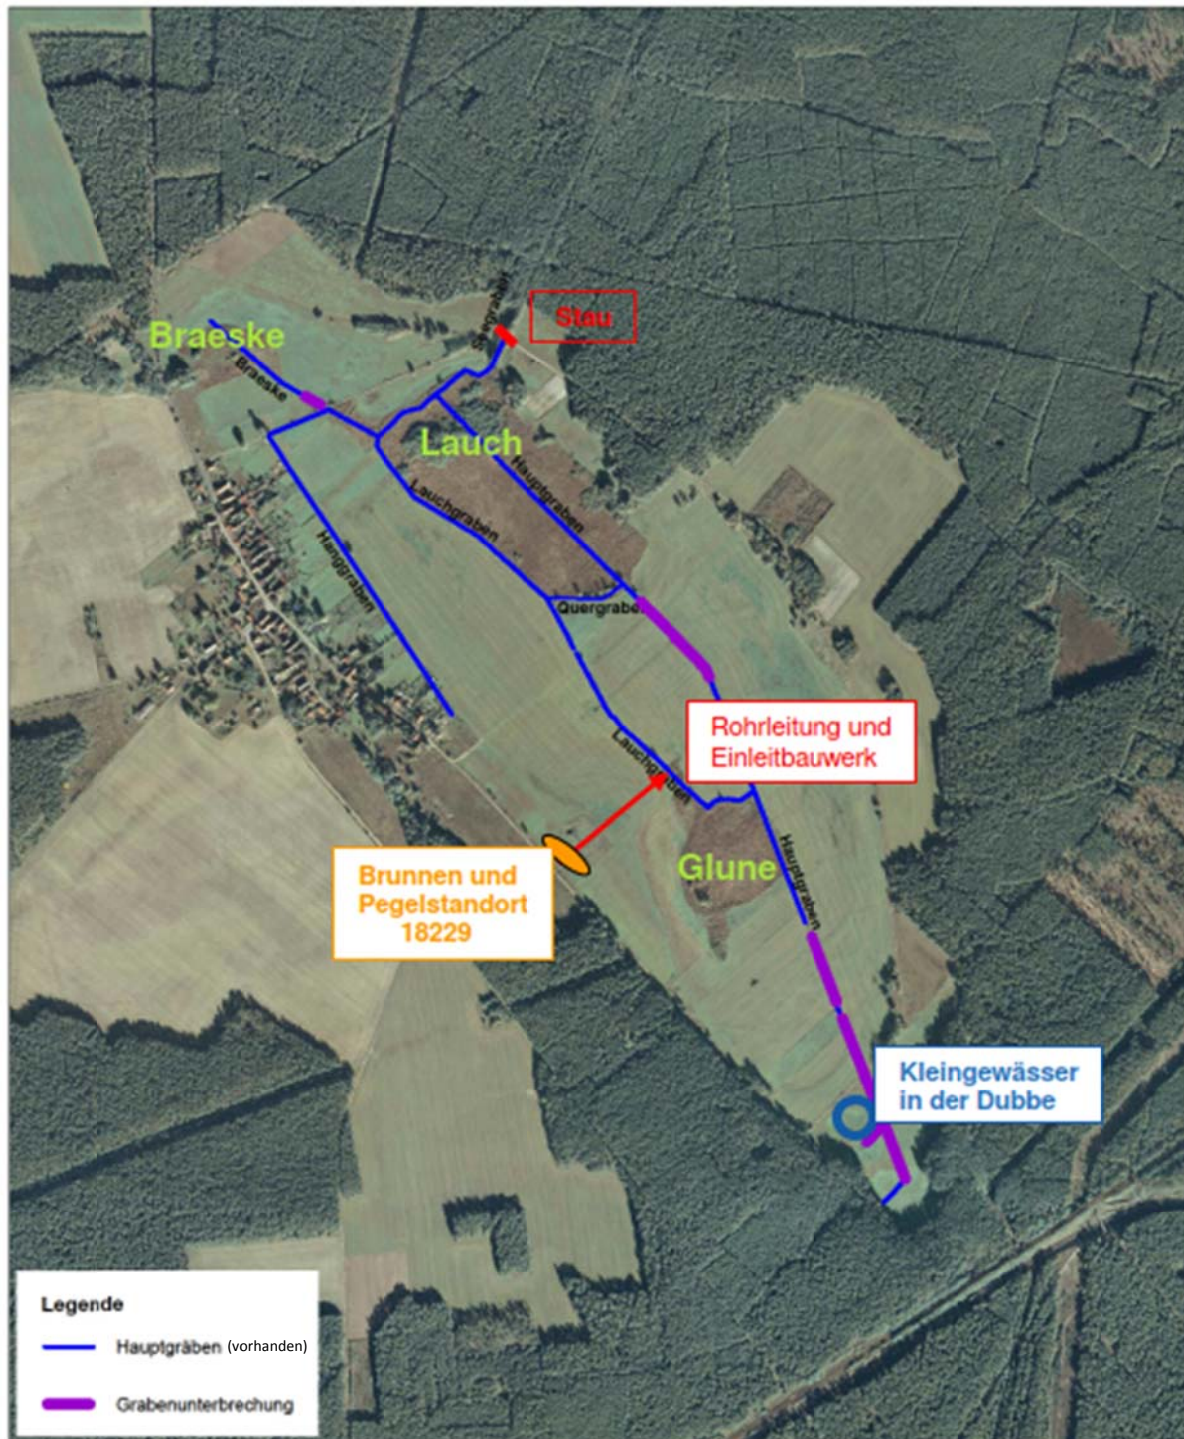 Stau
Braeske
Braeske
Lauch
Hauptgraben
Lauchgraben
Hanggraben
Quergrabe
Rohrleitung und
Einleitbauwerk
Lauchgraben
Hauptgraben
Glune
Brunnen und
Pegelstandort
18229
Kleingewässer
in der Dubbe
Legende
Hauptgräben (vorhanden)
Grabenunterbrechung